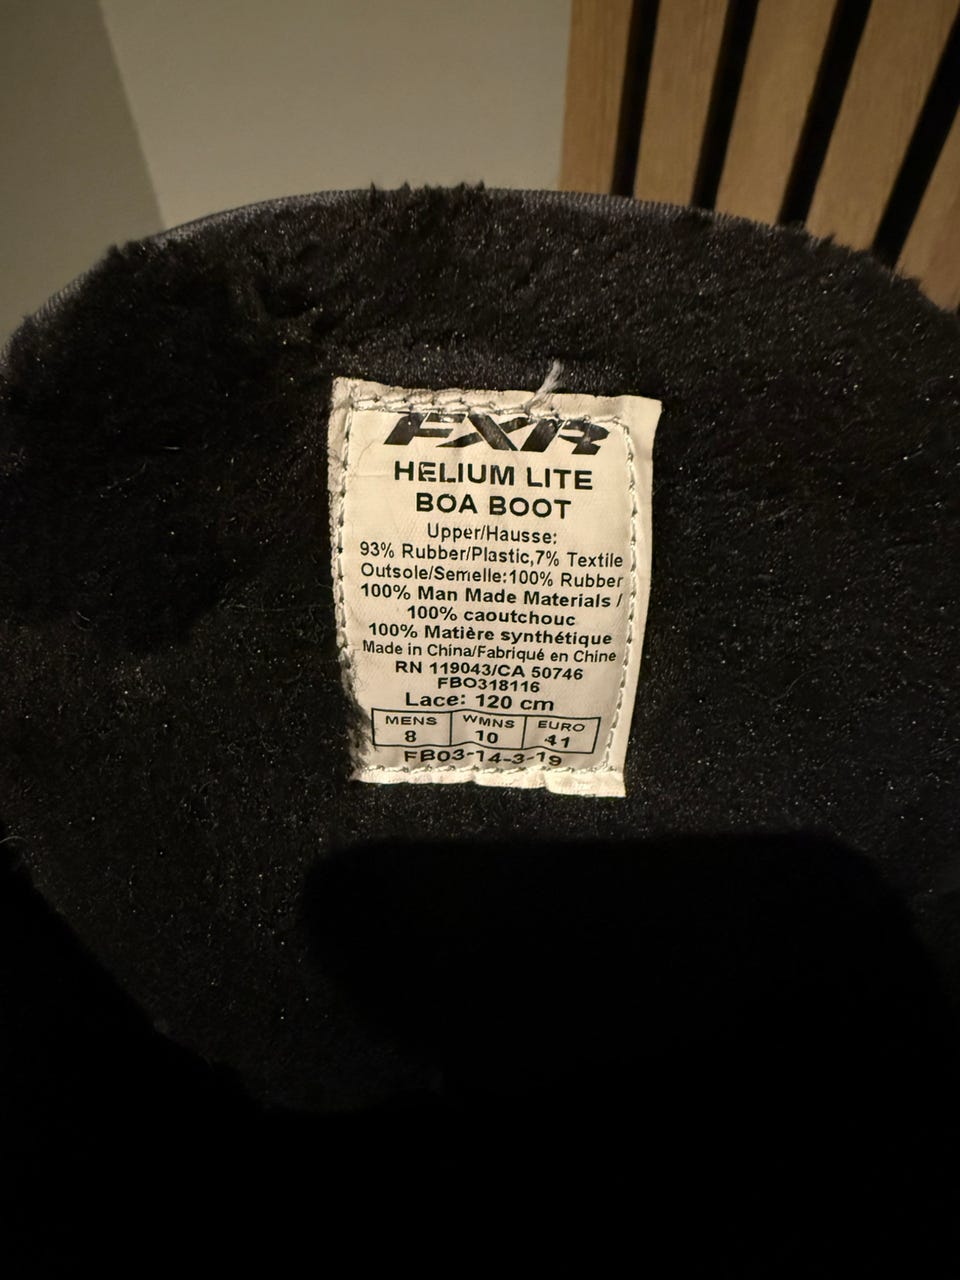 FXR
HELIUM LITE
BOA BOOT
Upper/Hausse:
93% Rubber/Plastic,7% Textile
Outsole/Semelle:100% Rubber
100% Man Made Materials /
100% caoutchouc
100% Matière synthétique
Made in China/Fabriqué en Chine
RN 119043/CA 50746
FBO318116
Lace: 120 cm
MENS WMNS EURO
8 10 41
FB03-14-3-19